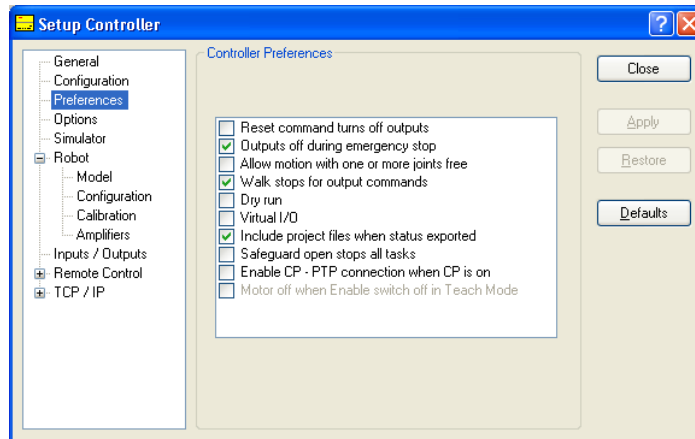 Setup Controller
General
Configuration
Preferences
Options
Simulator
Robot
Model
Configuration
Calibration
Amplifiers
Inputs / Outputs
Remote Control
TCP / IP
Controller Preferences
Reset command turns off outputs
Outputs off during emergency stop
Allow motion with one or more joints free
Walk stops for output commands
Dry run
Virtual I/O
Include project files when status exported
Safeguard open stops all tasks
Enable CP - PTP connection when CP is on
Motor off when Enable switch off in Teach Mode
Close
Apply
Restore
Defaults